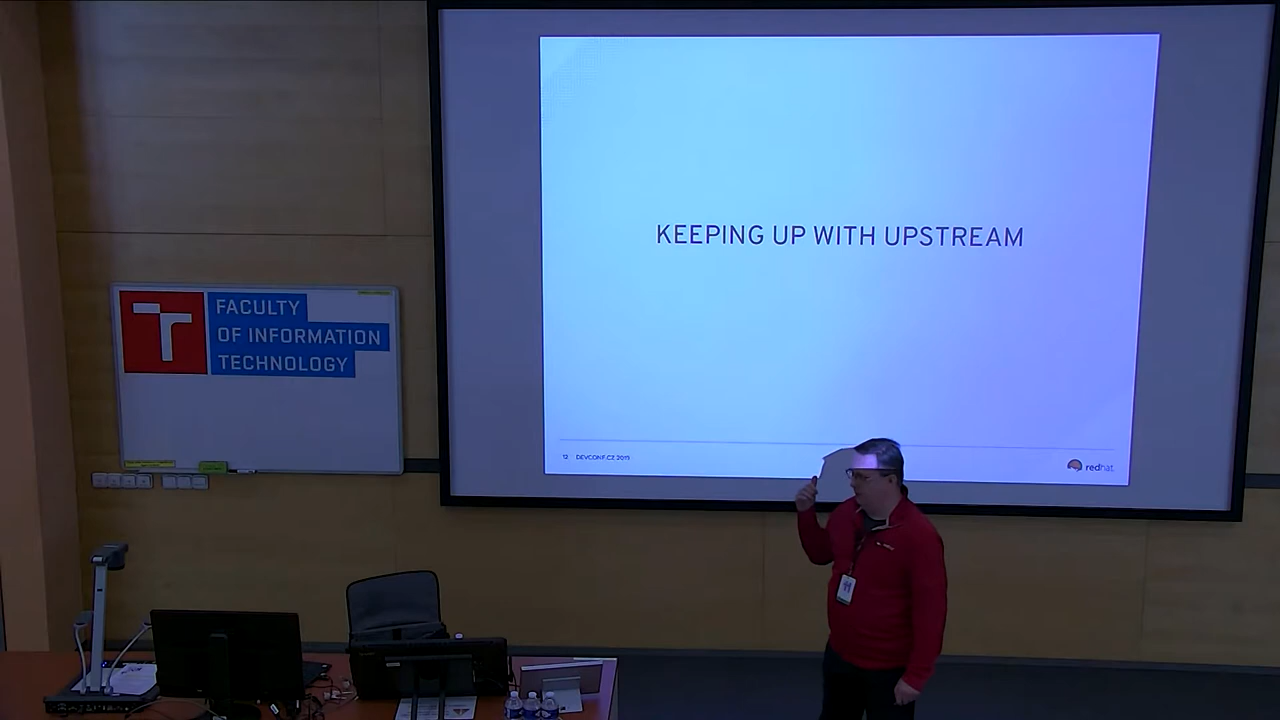 KEEPING UP WITH UPSTREAM
12 DEVCONF.CZ 2019
redhat.
FACULTY
OF INFORMATION
TECHNOLOGY